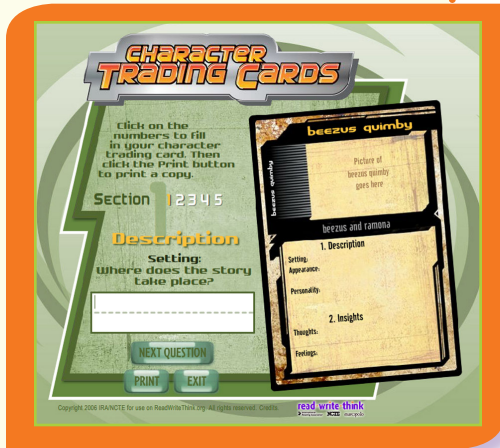 CHARACTER
TRADING CARDS
Click on the
numbers to fill
in your character
trading card. Then
click the Print button
to print a copy.
Section 1 2 3 4 5
Description
Setting:
Where does the story
take place?
NEXT QUESTION
PRINT EXIT
beezus quimby
beezus quimby
Picture of
beezus quimby
goes here
beezus and ramona
1. Description
Setting:
Appearance:
Personality:
2. Insights
Thoughts:
Feelings:
Copyright 2006 IRA/NCTE for use on ReadWriteThink.org. All rights reserved. Credits
read write think
NCTE marcopolo